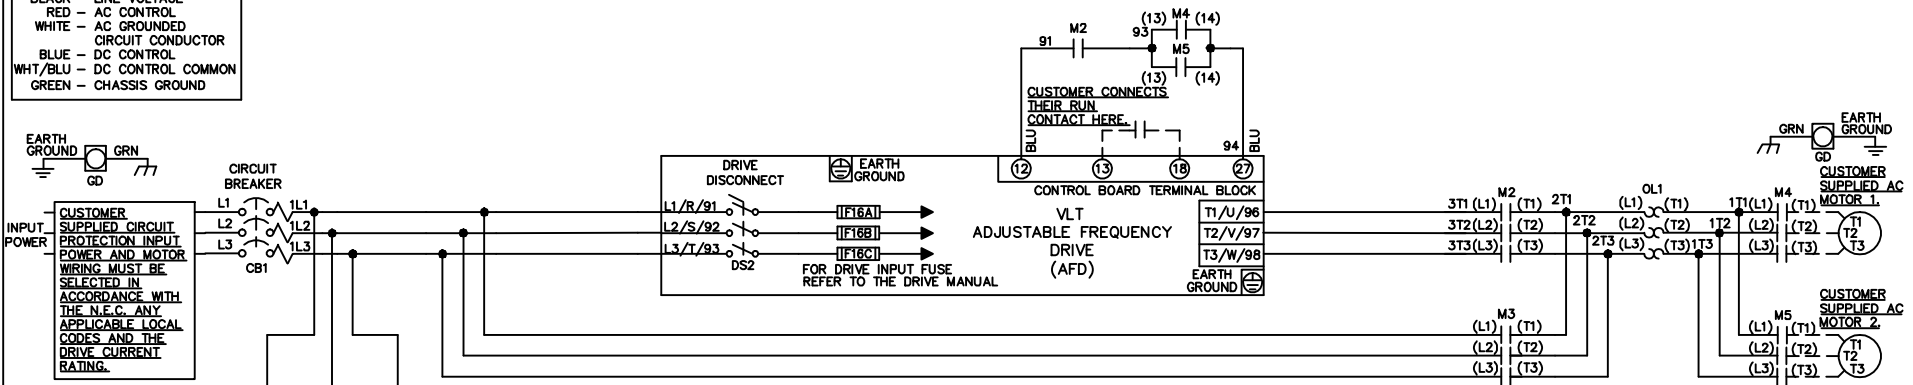 RED – AC CONTROL
WHITE – AC GROUNDED
CIRCUIT CONDUCTOR
BLUE – DC CONTROL
WHT/BLU – DC CONTROL COMMON
GREEN – CHASSIS GROUND
EARTH
GROUND
GRN
GD
CIRCUIT
BREAKER
L1
L2
L3
1L1
1L2
1L3
CB1
INPUT
POWER
CUSTOMER
SUPPLIED CIRCUIT
PROTECTION INPUT
POWER AND MOTOR
WIRING MUST BE
SELECTED IN
ACCORDANCE WITH
THE N.E.C. ANY
APPLICABLE LOCAL
CODES AND THE
DRIVE CURRENT
RATING.
91
M2
93
(13) M4 (14)
M5
(13) (14)
CUSTOMER CONNECTS
THEIR RUN
CONTACT HERE.
BLU
94
BLU
12
13
18
27
CONTROL BOARD TERMINAL BLOCK
DRIVE
DISCONNECT
EARTH
GROUND
L1/R/91
L2/S/92
L3/T/93
DS2
F16A
F16B
F16C
FOR DRIVE INPUT FUSE
REFER TO THE DRIVE MANUAL
VLT
ADJUSTABLE FREQUENCY
DRIVE
(AFD)
T1/U/96
T2/V/97
T3/W/98
EARTH
GROUND
M2
3T1 (L1) (T1) 2T1
3T2 (L2) (T2) 2T2
3T3 (L3) (T3) 2T3
OL1
(L1) (T1) 1T1
(L2) (T2) 1T2
(L3) (T3) 1T3
M4
(L1) (T1)
(L2) (T2)
(L3) (T3)
GRN
EARTH
GROUND
GD
CUSTOMER
SUPPLIED AC
MOTOR 1.
T1
T2
T3
M3
(L1) (T1)
(L2) (T2)
(L3) (T3)
M5
(L1) (T1)
(L2) (T2)
(L3) (T3)
CUSTOMER
SUPPLIED AC
MOTOR 2.
T1
T2
T3